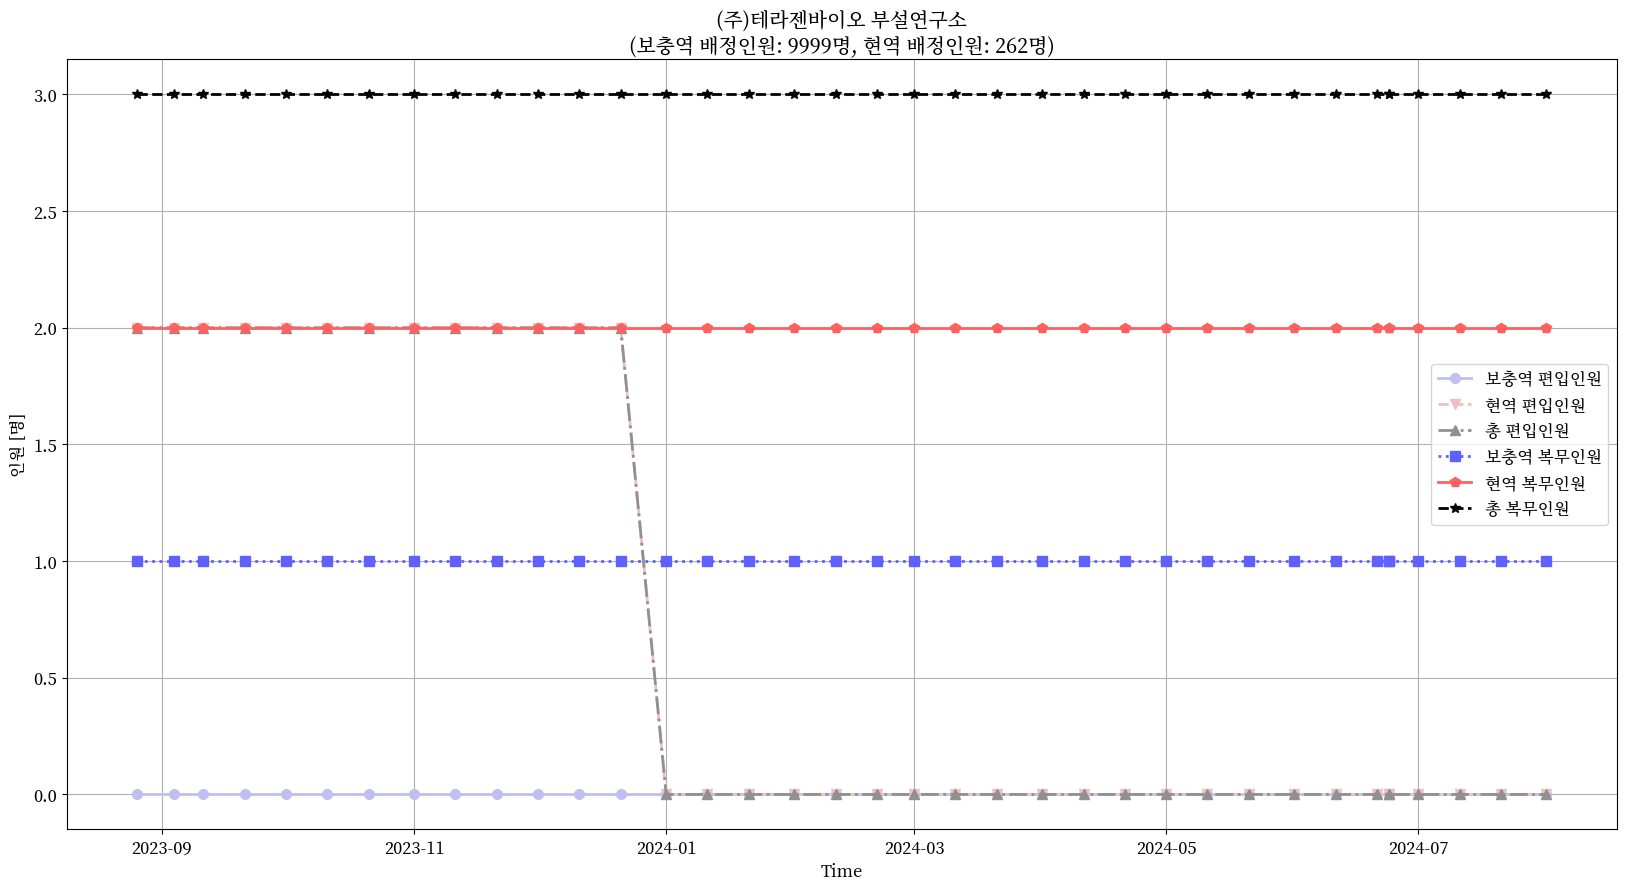 (주)테라젠바이오 부설연구소
(보충역 배정인원: 9999명, 현역 배정인원: 262명)
3.0
2.5
2.0
1.5
1.0
0.5
0.0
인원 [명]
보충역 편입인원
현역 편입인원
총 편입인원
보충역 복무인원
현역 복무인원
총 복무인원
2023-09
2023-11
2024-01
2024-03
2024-05
2024-07
Time